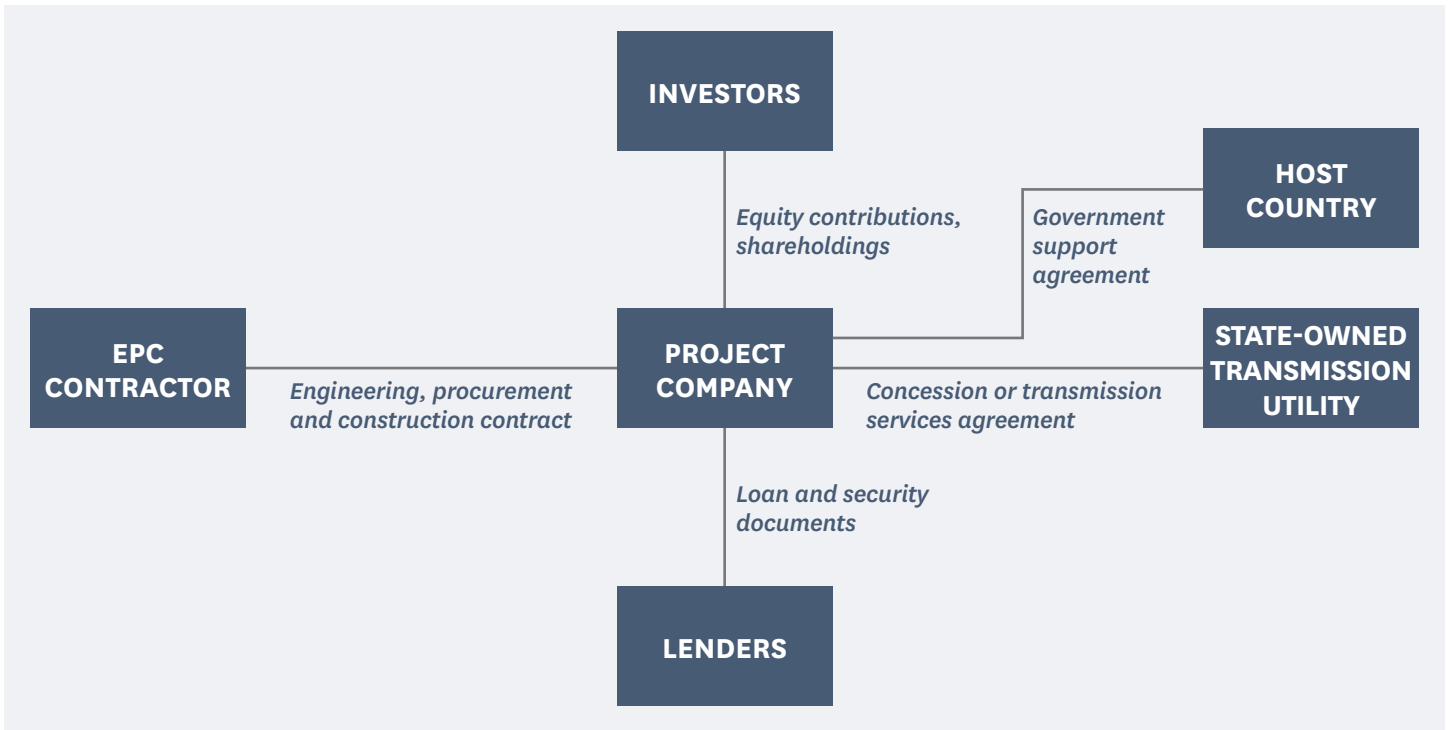 INVESTORS
HOST
COUNTRY
Equity contributions,
shareholdings
Government
support
agreement
EPC
CONTRACTOR
PROJECT
COMPANY
STATE-OWNED
TRANSMISSION
UTILITY
Engineering, procurement
and construction contract
Concession or transmission
services agreement
Loan and security
documents
LENDERS